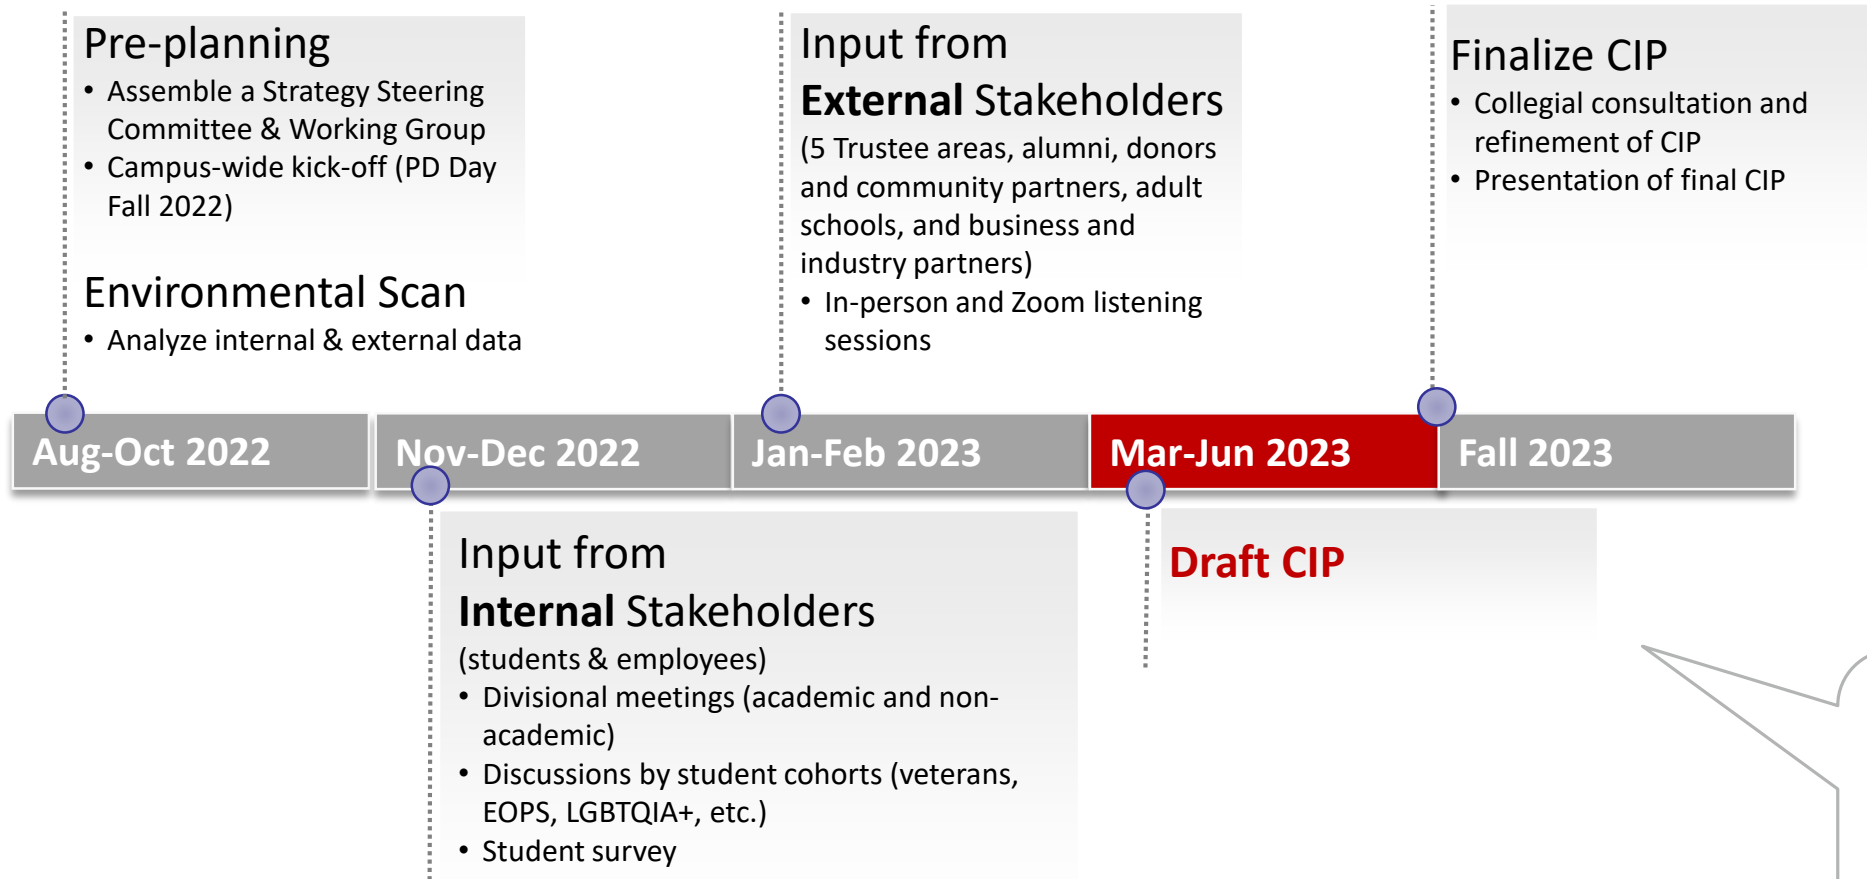 Pre-planning
• Assemble a Strategy Steering
Committee & Working Group
• Campus-wide kick-off (PD Day
Fall 2022)
Environmental Scan
• Analyze internal & external data
Input from
External Stakeholders
(5 Trustee areas, alumni, donors
and community partners, adult
schools, and business and
industry partners)
• In-person and Zoom listening
sessions
Finalize CIP
• Collegial consultation and
refinement of CIP
• Presentation of final CIP
Aug-Oct 2022
Nov-Dec 2022
Jan-Feb 2023
Mar-Jun 2023
Fall 2023
Input from
Internal Stakeholders
(students & employees)
• Divisional meetings (academic and non-
academic)
• Discussions by student cohorts (veterans,
EOPS, LGBTQIA+, etc.)
• Student survey
Draft CIP